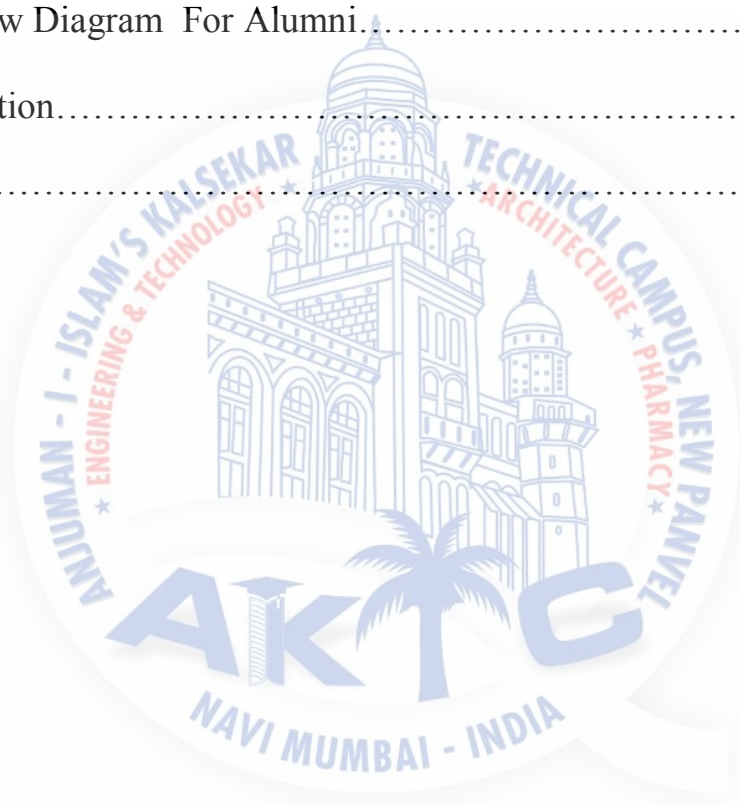 w Diagram For Alumni..............................
tion.............................................................
..................................................................
ANJUMAN - I - ISLAM'S KALSEKAR TECHNICAL CAMPUS, NEW PANVEL
★ ENGINEERING & TECHNOLOGY ★ ★ARCHITECTURE ★ PHARMACY ★
AKTC
NAVI MUMBAI - INDIA